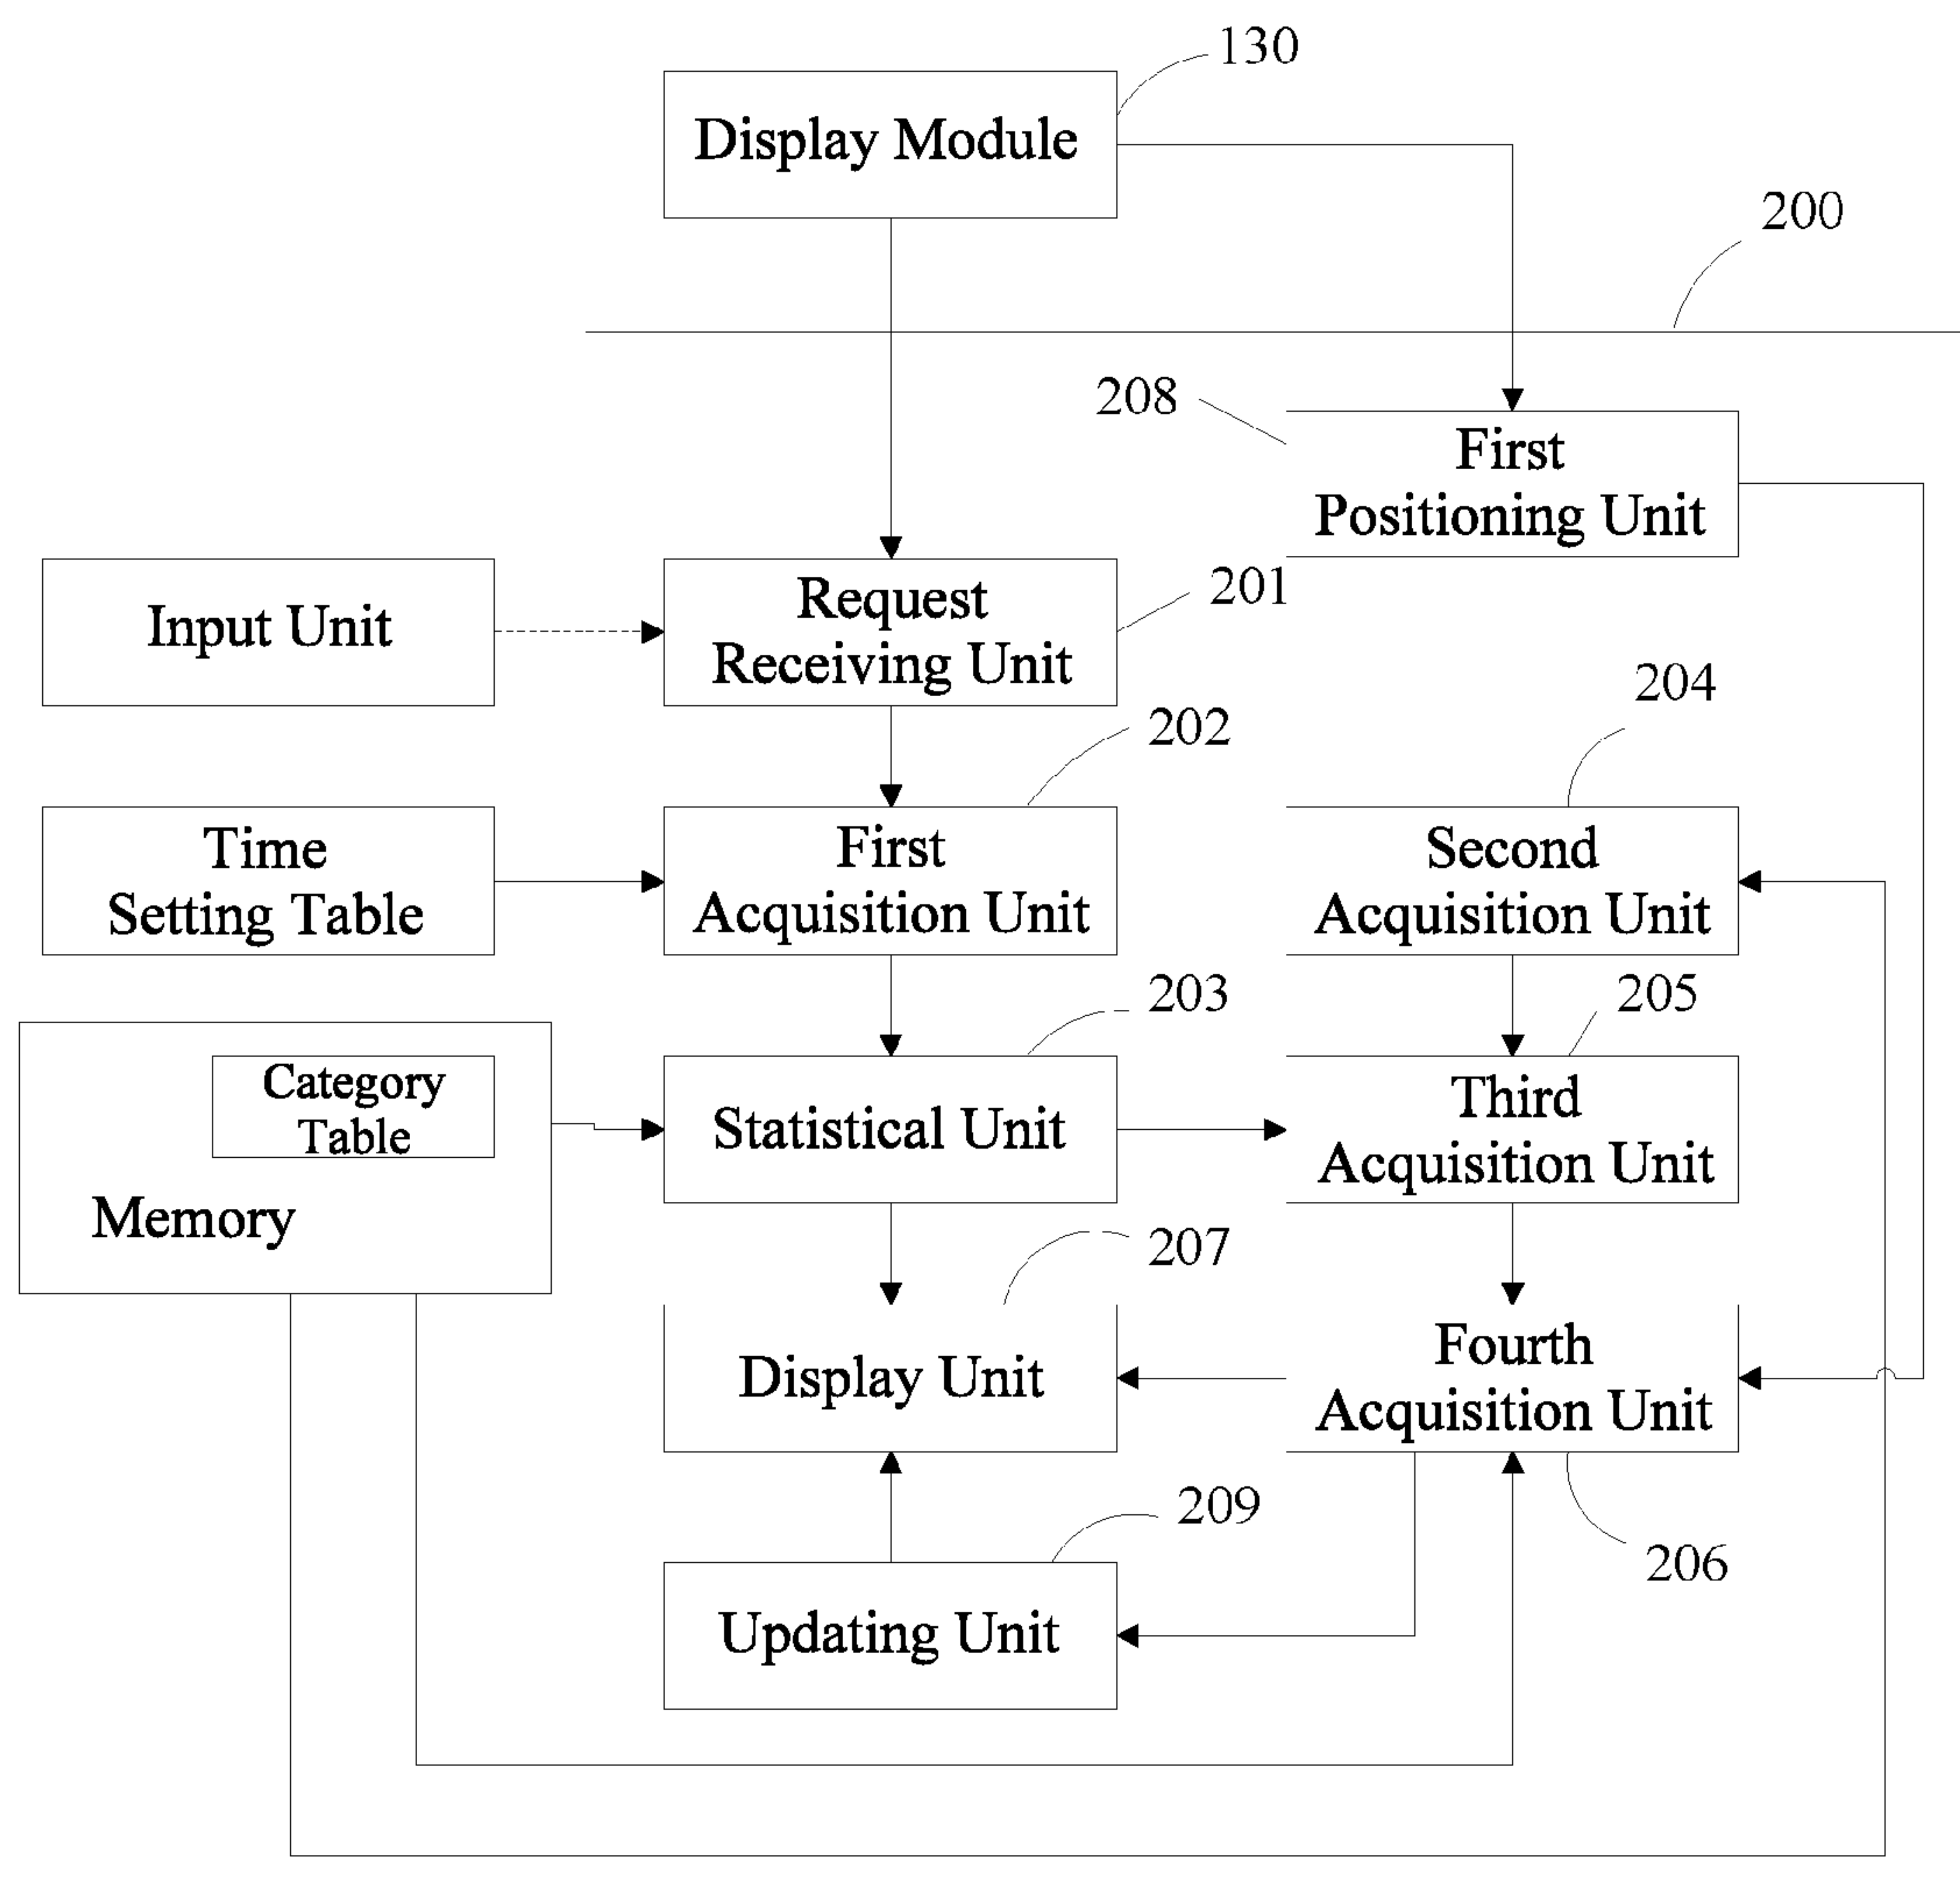 130
Display Module
200
208
First
Positioning Unit
Input Unit
Request
Receiving Unit
201
204
202
Time
Setting Table
First
Acquisition Unit
Second
Acquisition Unit
203
205
Category
Table
Memory
Statistical Unit
Third
Acquisition Unit
207
Display Unit
Fourth
Acquisition Unit
209
206
Updating Unit